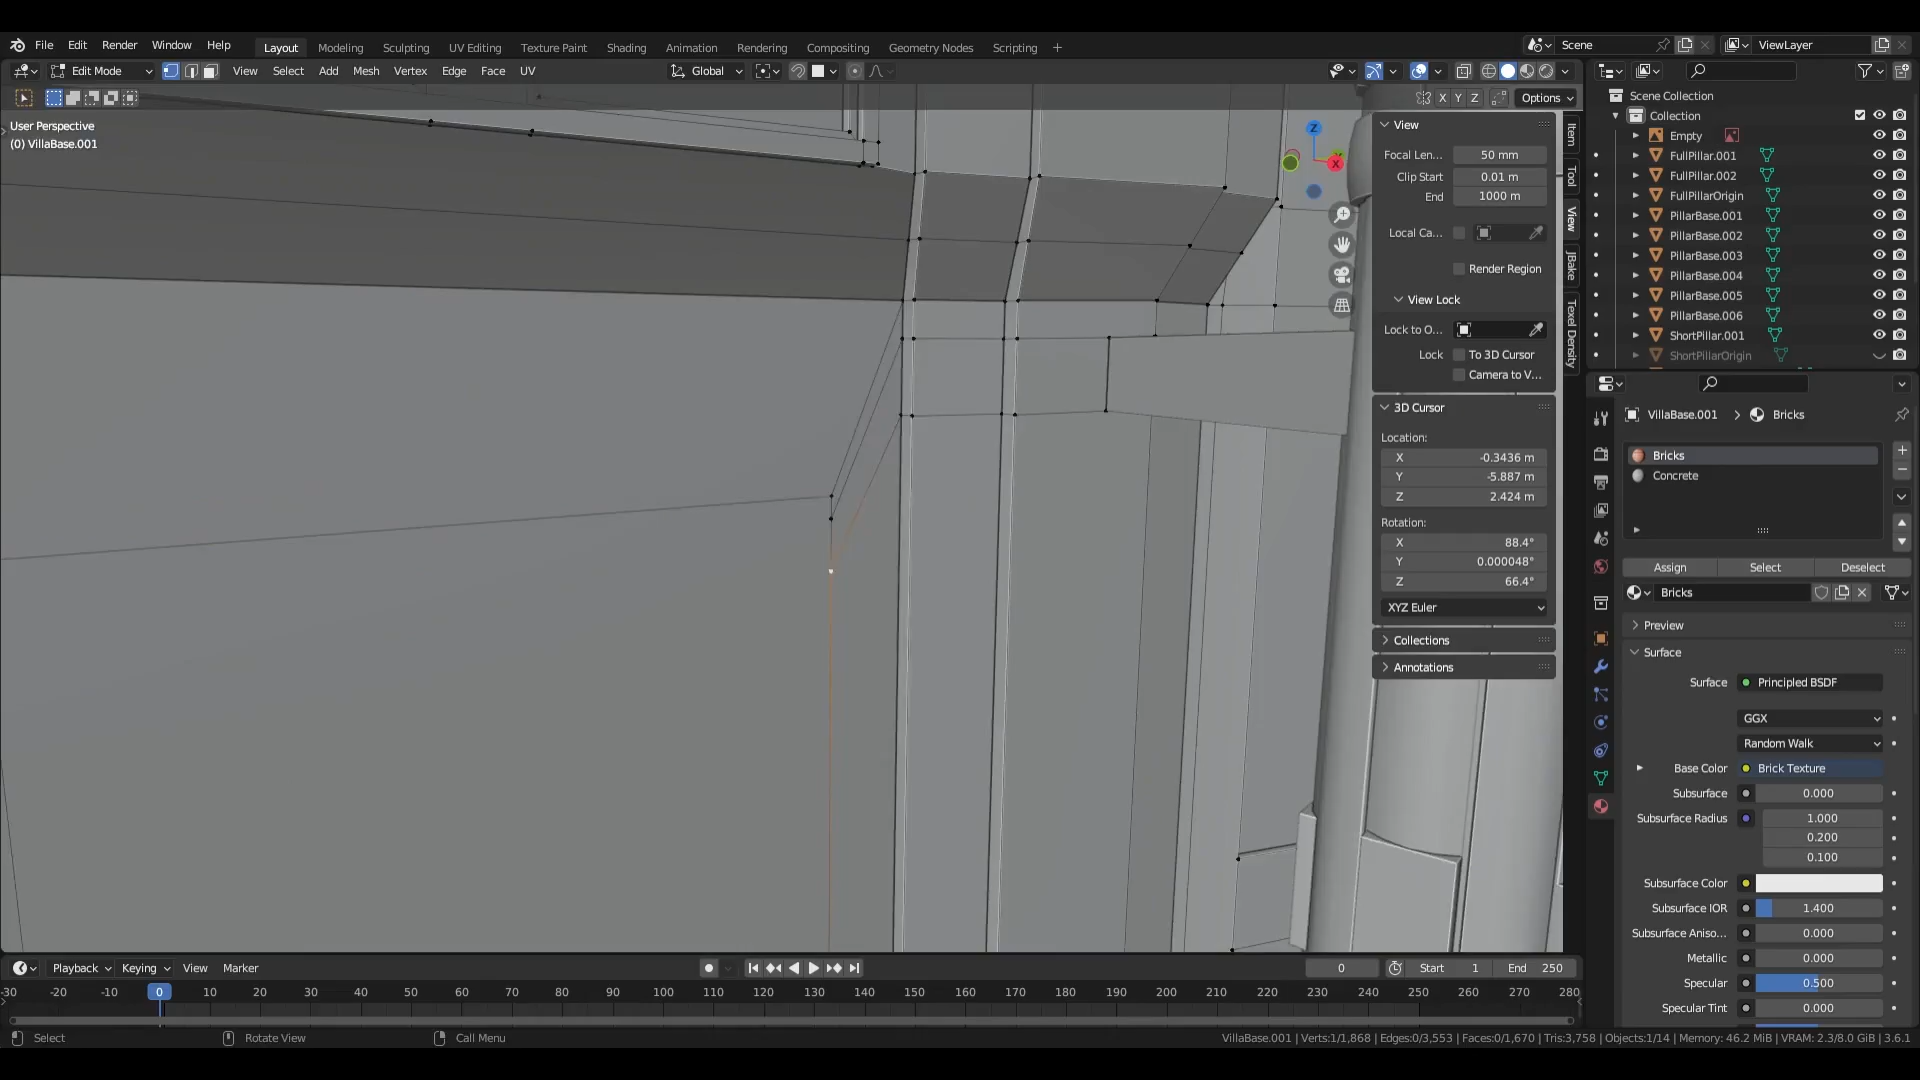 File Edit Render Window Help Layout Modeling Sculpting UV Editing Texture Paint Shading Animation Rendering Compositing Geometry Nodes Scripting + Scene ViewLayer
Edit Mode View Select Add Mesh Vertex Edge Face UV Global
X Y Z Options
User Perspective
(0) VillaBase.001
Z
X
View
Focal Len... 50 mm
Clip Start 0.01 m
End 1000 m
Local Ca...
Render Region
View Lock
Lock to O...
Lock To 3D Cursor
Camera to V...
3D Cursor
Location:
X -0.3436 m
Y -5.887 m
Z 2.424 m
Rotation:
X 88.4°
Y 0.000048°
Z 66.4°
XYZ Euler
Collections
Annotations
Item
Tool
View
JBake
Texel Density
Scene Collection
Collection
Empty
FullPillar.001
FullPillar.002
FullPillarOrigin
PillarBase.001
PillarBase.002
PillarBase.003
PillarBase.004
PillarBase.005
PillarBase.006
ShortPillar.001
ShortPillarOrigin
VillaBase.001 > Bricks
Bricks
Concrete
Assign Select Deselect
Bricks
Preview
Surface
Surface Principled BSDF
GGX
Random Walk
Base Color Brick Texture
Subsurface 0.000
Subsurface Radius 1.000
0.200
0.100
Subsurface Color
Subsurface IOR 1.400
Subsurface Aniso... 0.000
Metallic 0.000
Specular 0.500
Specular Tint 0.000
Playback Keying View Marker 0 Start 1 End 250
-30 -20 -10 0 10 20 30 40 50 60 70 80 90 100 110 120 130 140 150 160 170 180 190 200 210 220 230 240 250 260 270 280
Select Rotate View Call Menu VillaBase.001 | Verts:1/1,868 | Edges:0/3,553 | Faces:0/1,670 | Tris:3,758 | Objects:1/14 | Memory: 46.2 MiB | VRAM: 2.3/8.0 GiB | 3.6.1